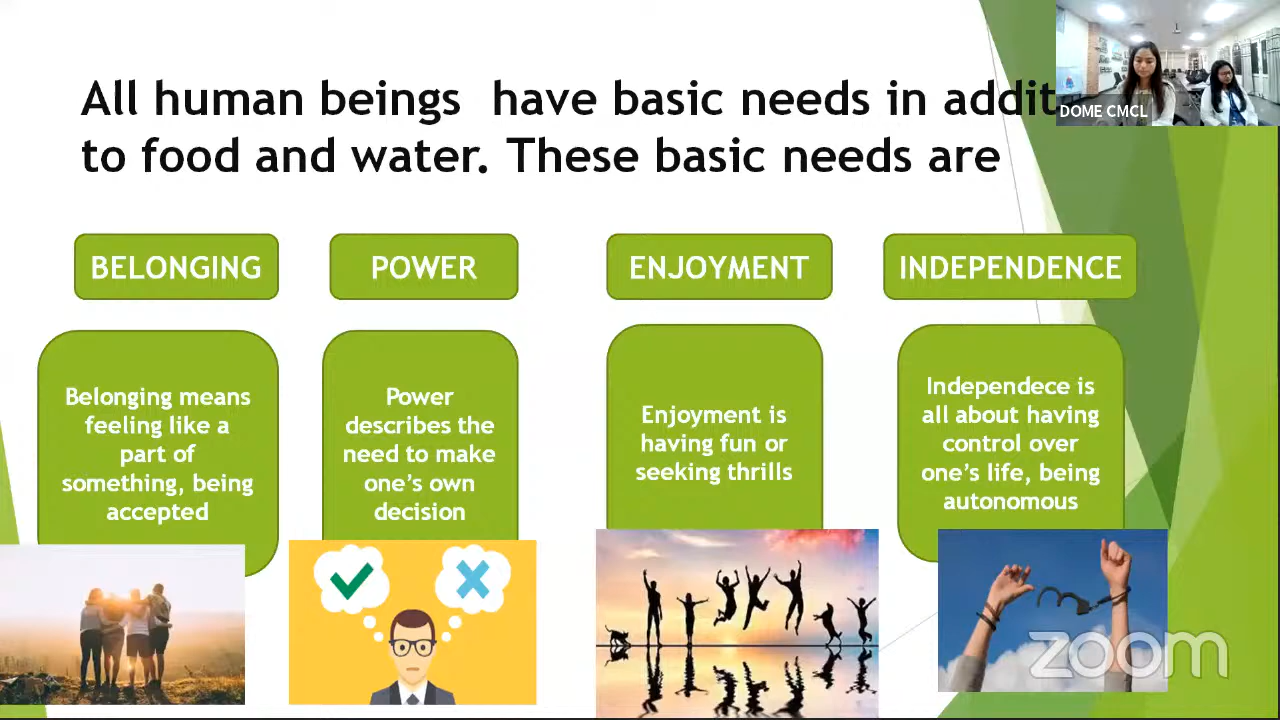 All human beings have basic needs in addit
to food and water. These basic needs are
DOME CMCL
BELONGING
POWER
ENJOYMENT
INDEPENDENCE
Belonging means
feeling like a
part of
something, being
accepted
Power
describes the
need to make
one's own
decision
Enjoyment is
having fun or
seeking thrills
Independece is
all about having
control over
one's life, being
autonomous
zoom